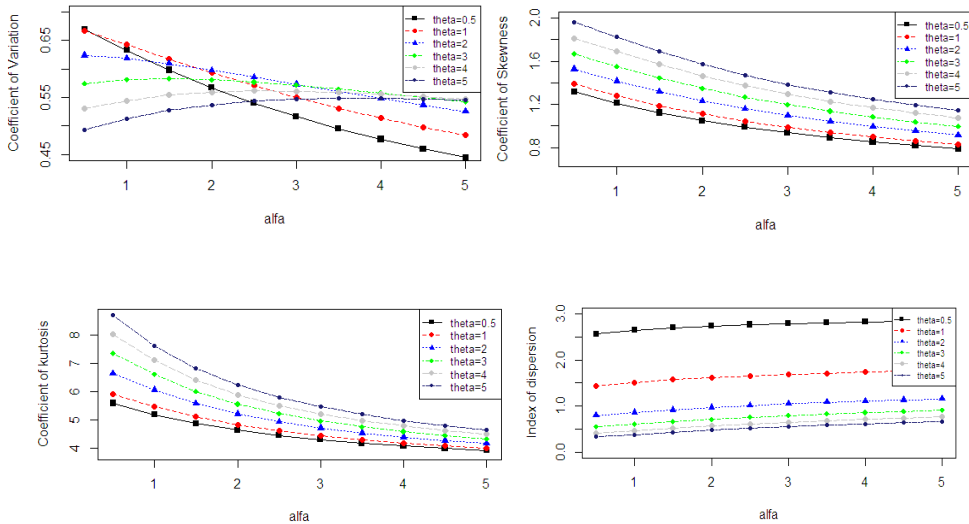 Coefficient of Variation
0.45
0.55
0.65
1
2
3
4
5
alfa
theta=0.5
theta=1
theta=2
theta=3
theta=4
theta=5
Coefficient of Skewness
0.8
1.2
1.6
2.0
1
2
3
4
5
alfa
theta=0.5
theta=1
theta=2
theta=3
theta=4
theta=5
Coefficient of kurtosis
4
5
6
7
8
1
2
3
4
5
alfa
theta=0.5
theta=1
theta=2
theta=3
theta=4
theta=5
Index of dispersion
0.0
1.0
2.0
3.0
1
2
3
4
5
alfa
theta=0.5
theta=1
theta=2
theta=3
theta=4
theta=5